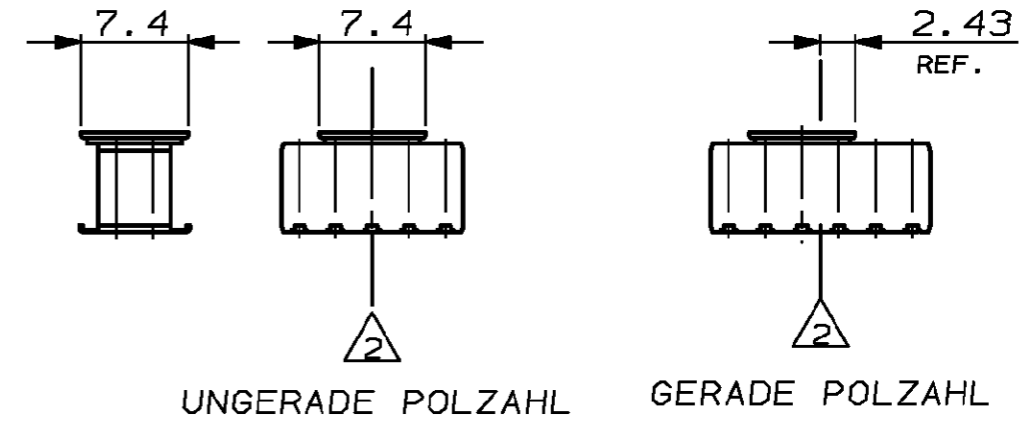 7.4
7.4
2.43
REF.
2
2
UNGERADE POLZAHL
GERADE POLZAHL